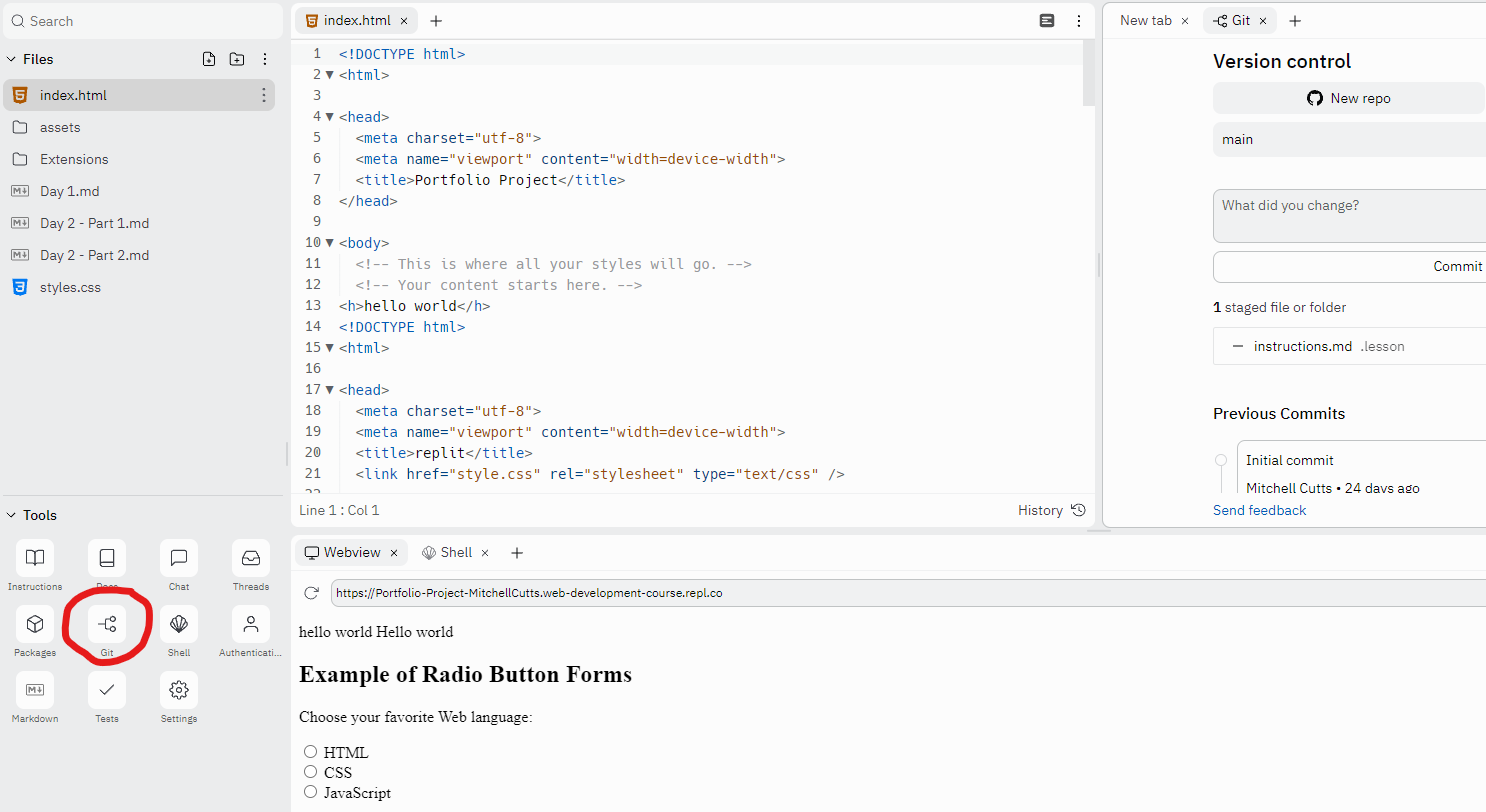 Search
Files
index.html
assets
Extensions
Day 1.md
Day 2 - Part 1.md
Day 2 - Part 2.md
styles.css
Tools
Instructions
Docs
Chat
Threads
Packages
Git
Shell
Authenticati...
Markdown
Tests
Settings
index.html
1 <!DOCTYPE html>
2 <html>
3
4 <head>
5 <meta charset="utf-8">
6 <meta name="viewport" content="width=device-width">
7 <title>Portfolio Project</title>
8 </head>
9
10 <body>
11 <!-- This is where all your styles will go. -->
12 <!-- Your content starts here. -->
13 <h>hello world</h>
14 <!DOCTYPE html>
15 <html>
16
17 <head>
18 <meta charset="utf-8">
19 <meta name="viewport" content="width=device-width">
20 <title>replit</title>
21 <link href="style.css" rel="stylesheet" type="text/css" />
22
Line 1 : Col 1
History
New tab
Git
Version control
New repo
main
What did you change?
Commit
1 staged file or folder
instructions.md .lesson
Previous Commits
Initial commit
Mitchell Cutts • 24 days ago
Send feedback
Webview
Shell
https://Portfolio-Project-MitchellCutts.web-development-course.repl.co
hello world Hello world
Example of Radio Button Forms
Choose your favorite Web language:
HTML
CSS
JavaScript